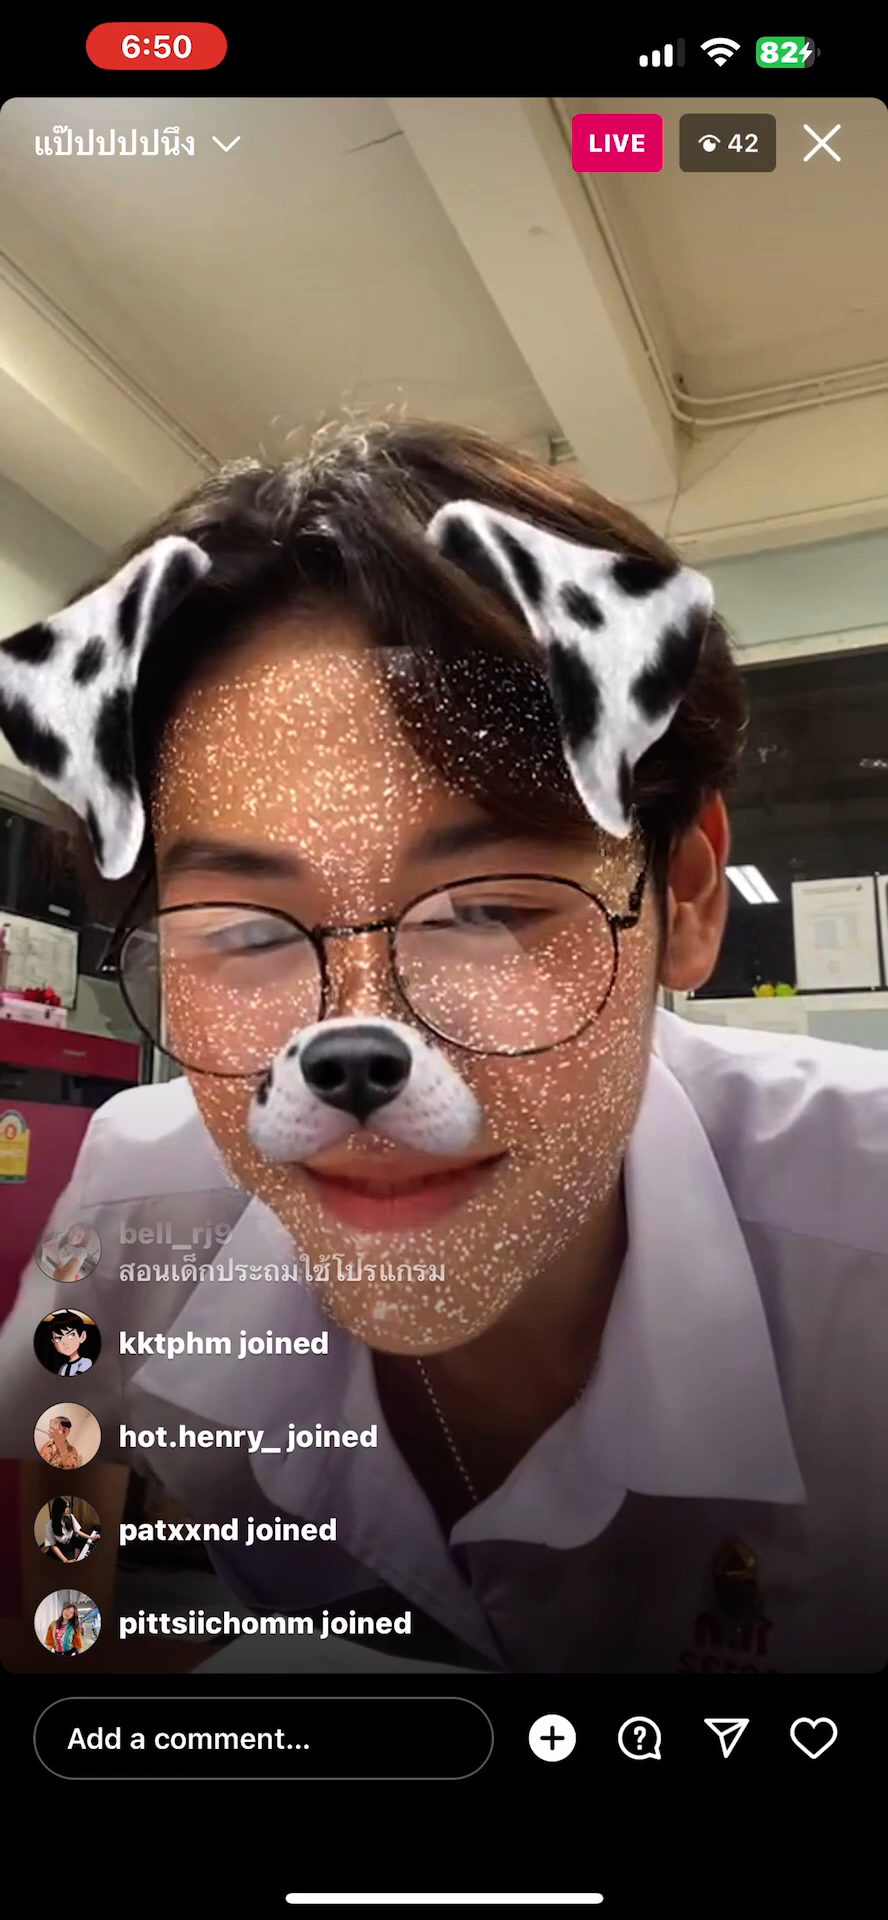 6:50
82
แป๊ปปปปนึง
LIVE
42
bell_rj9
สอนเด็กประถมใช้โปรแกรม
kktphm joined
hot.henry_ joined
patxxnd joined
pittsiichomm joined
Add a comment...